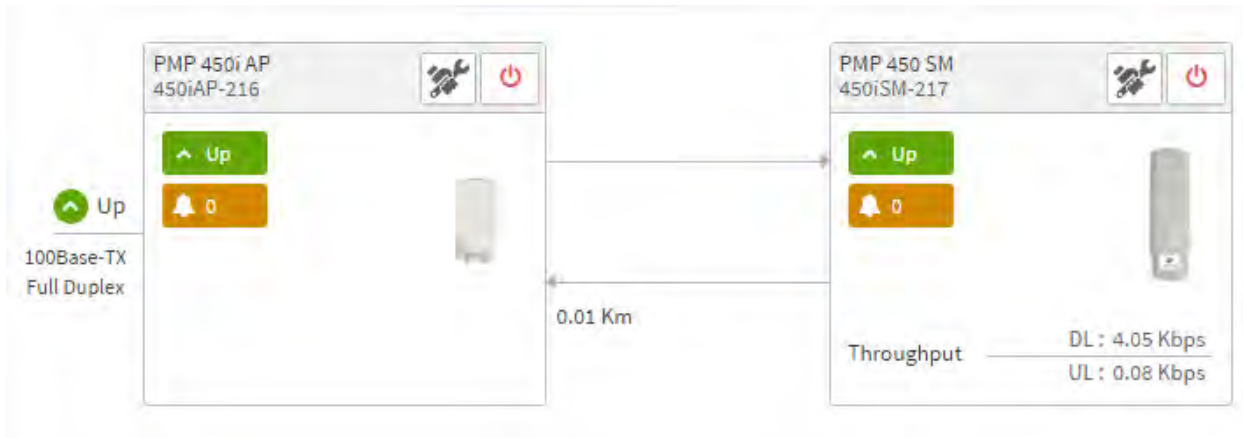 PMP 450i AP
450iAP-216
Up
0
Up
100Base-TX
Full Duplex
0.01 Km
PMP 450 SM
450iSM-217
Up
0
Throughput
DL : 4.05 Kbps
UL : 0.08 Kbps